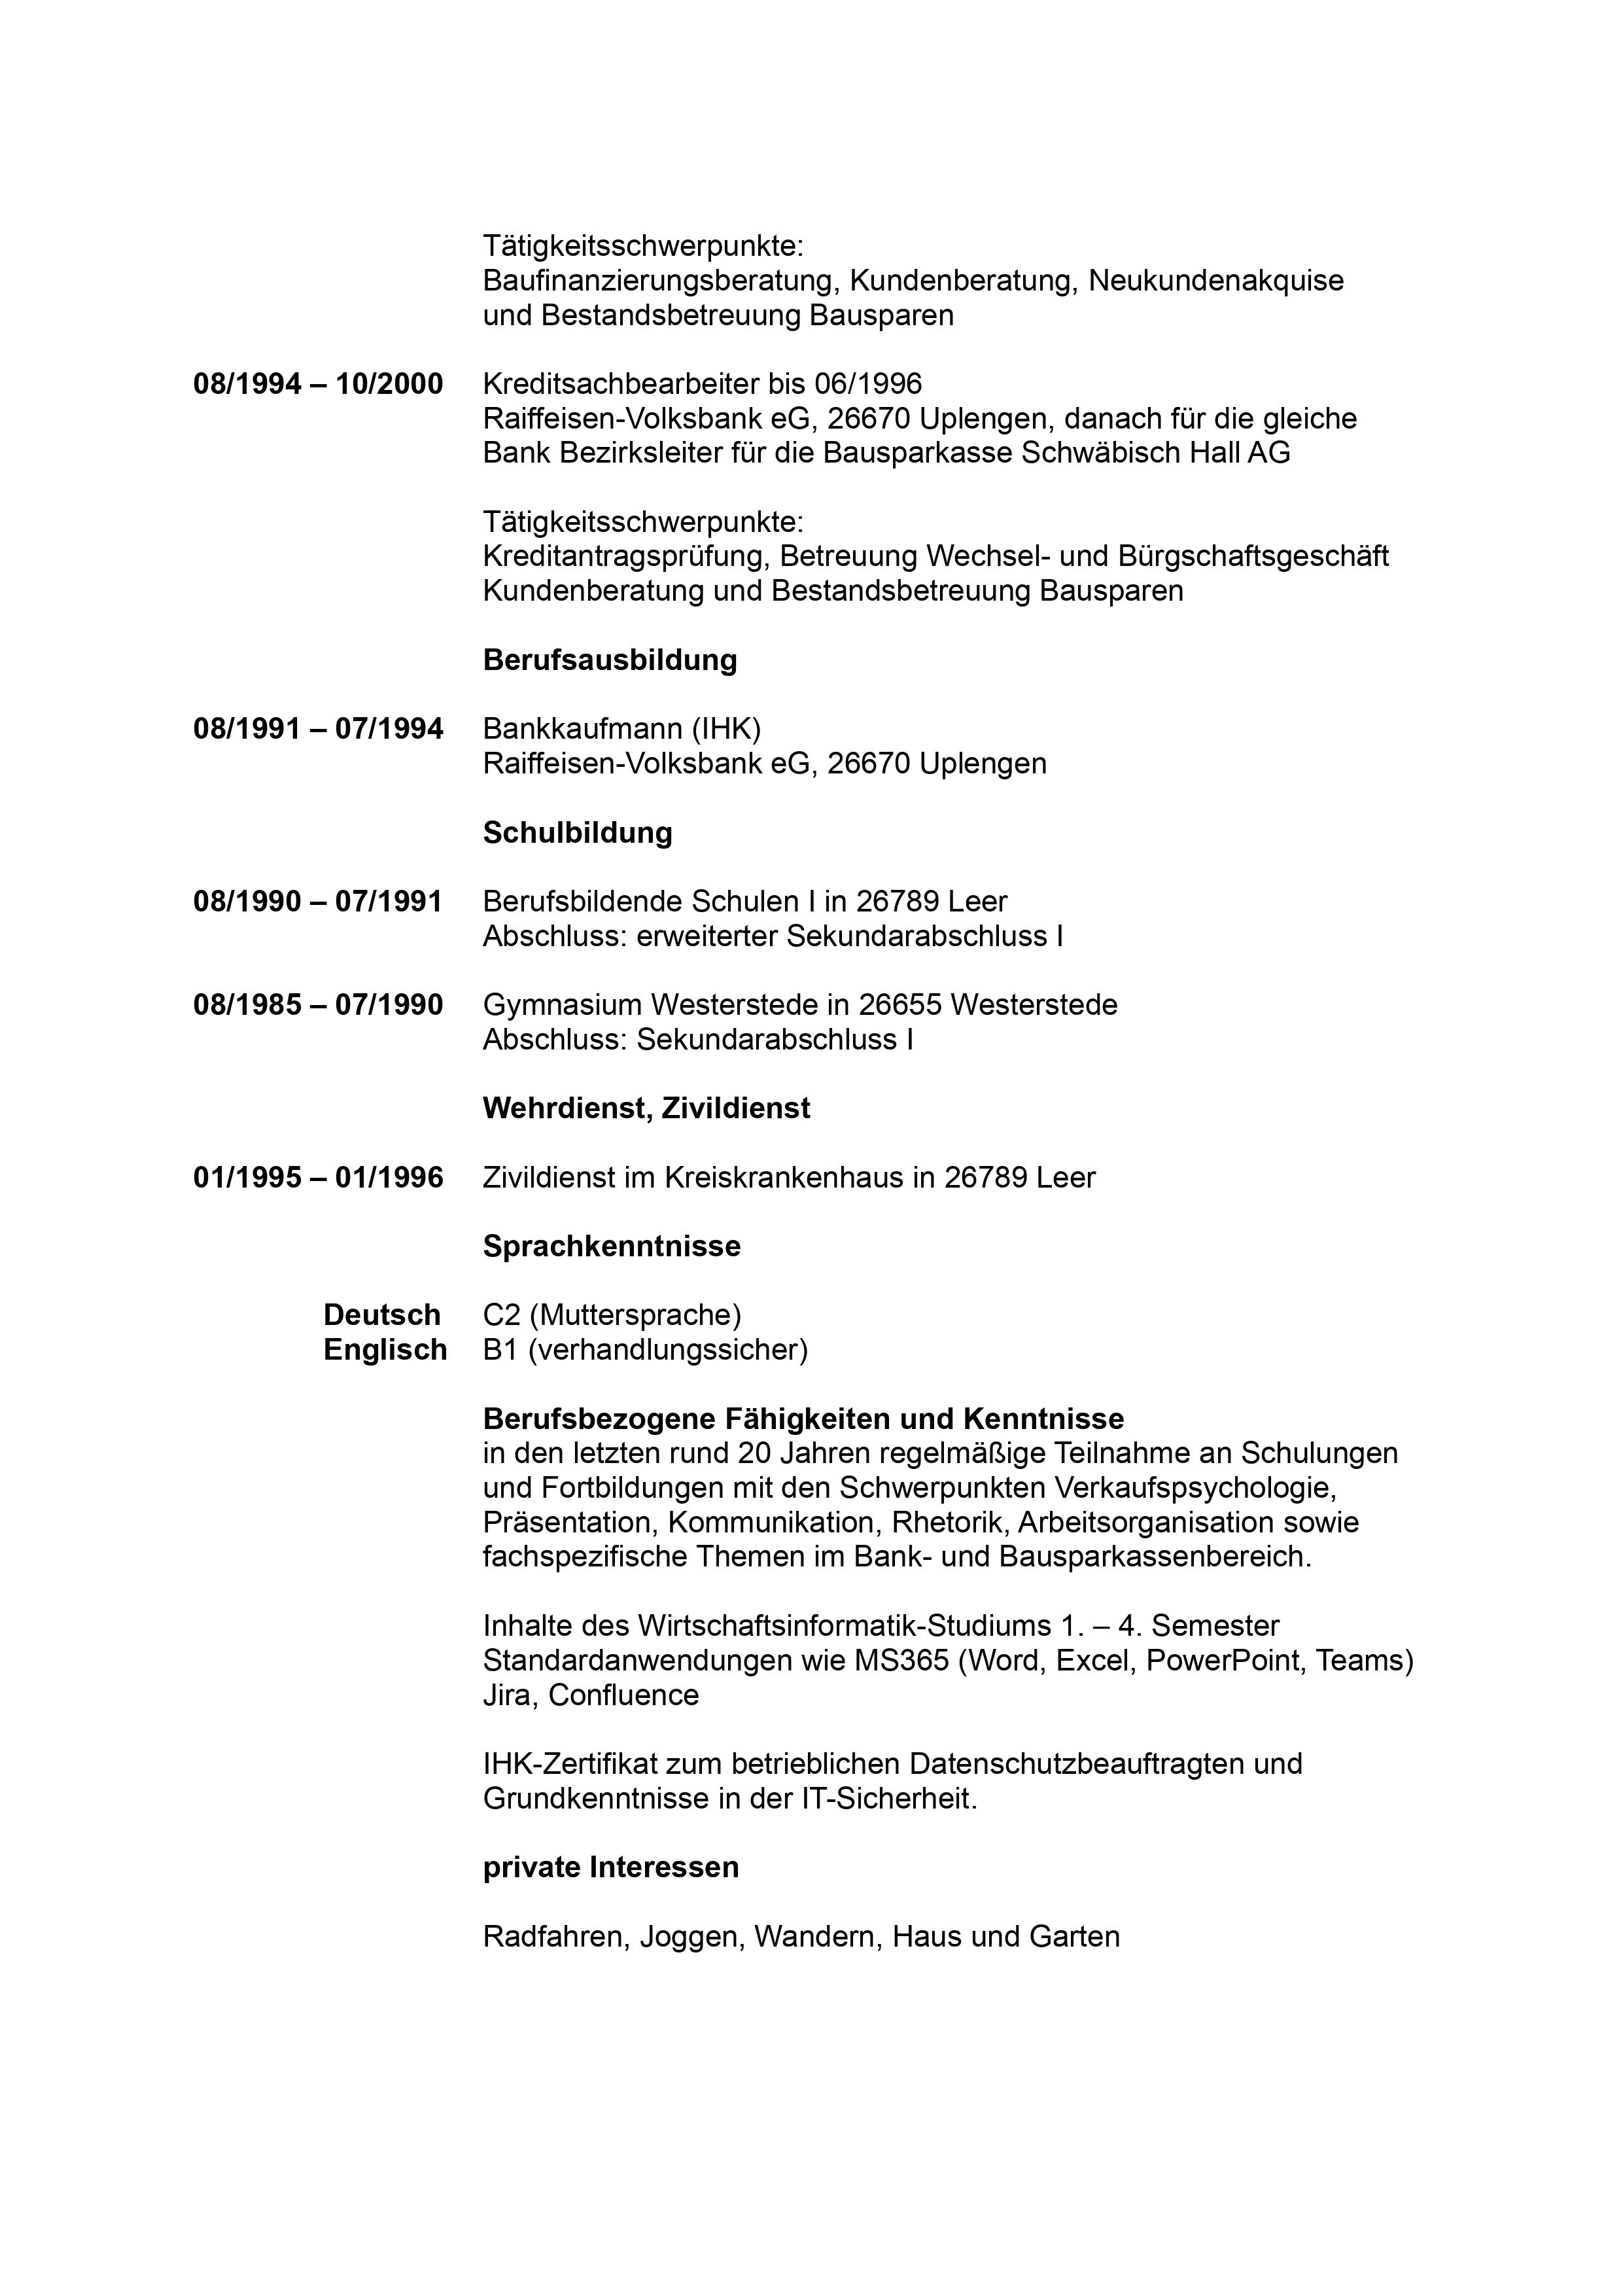 Tätigkeitsschwerpunkte:
Baufinanzierungsberatung, Kundenberatung, Neukundenakquise
und Bestandsbetreuung Bausparen
08/1994 – 10/2000 Kreditsachbearbeiter bis 06/1996
Raiffeisen-Volksbank eG, 26670 Uplengen, danach für die gleiche
Bank Bezirksleiter für die Bausparkasse Schwäbisch Hall AG
Tätigkeitsschwerpunkte:
Kreditantragsprüfung, Betreuung Wechsel- und Bürgschaftsgeschäft
Kundenberatung und Bestandsbetreuung Bausparen
Berufsausbildung
08/1991 – 07/1994 Bankkaufmann (IHK)
Raiffeisen-Volksbank eG, 26670 Uplengen
Schulbildung
08/1990 – 07/1991 Berufsbildende Schulen I in 26789 Leer
Abschluss: erweiterter Sekundarabschluss I
08/1985 – 07/1990 Gymnasium Westerstede in 26655 Westerstede
Abschluss: Sekundarabschluss I
Wehrdienst, Zivildienst
01/1995 – 01/1996 Zivildienst im Kreiskrankenhaus in 26789 Leer
Sprachkenntnisse
Deutsch C2 (Muttersprache)
Englisch B1 (verhandlungssicher)
Berufsbezogene Fähigkeiten und Kenntnisse
in den letzten rund 20 Jahren regelmäßige Teilnahme an Schulungen
und Fortbildungen mit den Schwerpunkten Verkaufspsychologie,
Präsentation, Kommunikation, Rhetorik, Arbeitsorganisation sowie
fachspezifische Themen im Bank- und Bausparkassenbereich.
Inhalte des Wirtschaftsinformatik-Studiums 1. – 4. Semester
Standardanwendungen wie MS365 (Word, Excel, PowerPoint, Teams)
Jira, Confluence
IHK-Zertifikat zum betrieblichen Datenschutzbeauftragten und
Grundkenntnisse in der IT-Sicherheit.
private Interessen
Radfahren, Joggen, Wandern, Haus und Garten